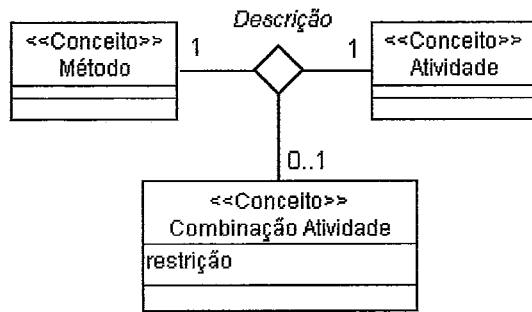 Descrição
<<Conceito>>
Método
1
1
<<Conceito>>
Atividade
0..1
<<Conceito>>
Combinação Atividade
restrição